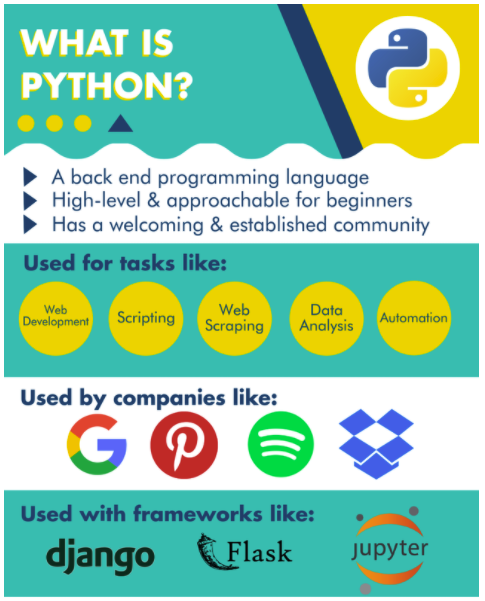 WHAT IS
PYTHON?
A back end programming language
High-level & approachable for beginners
Has a welcoming & established community
Used for tasks like:
Web
Development
Scripting
Web
Scraping
Data
Analysis
Automation
Used by companies like:
Used with frameworks like:
django
Flask
jupyter